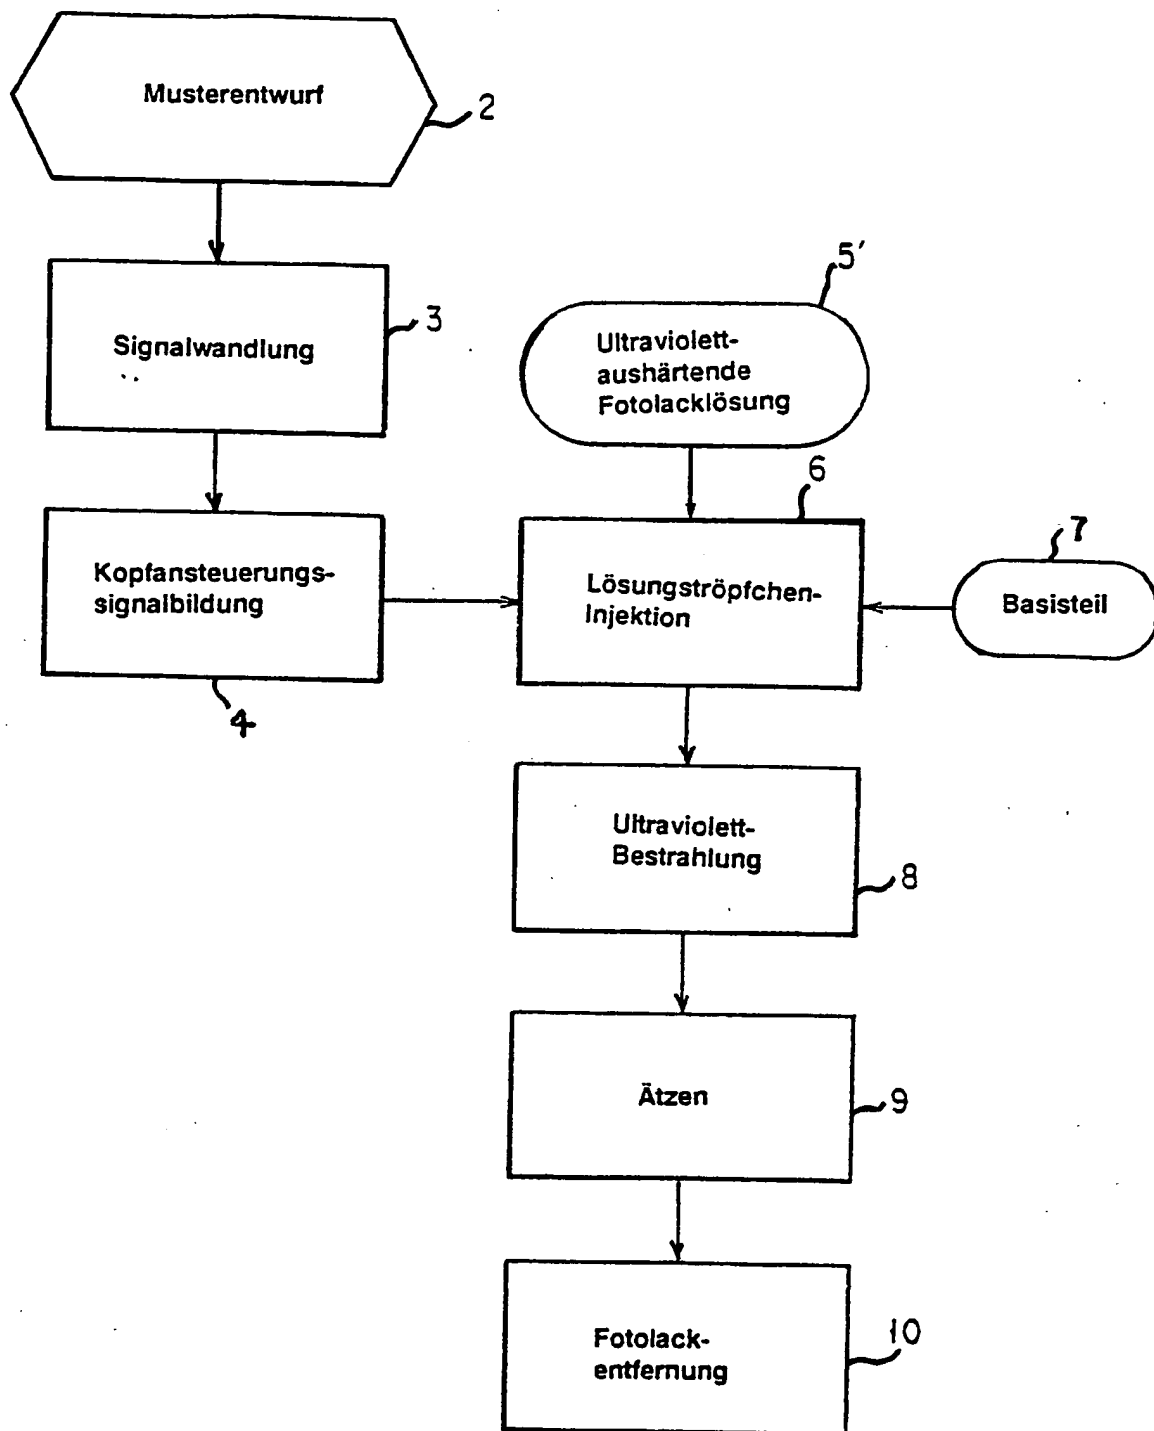 Musterentwurf
2
Signalwandlung
3
Kopfansteuerungs-
signalbildung
4
5'
Ultraviolett-
aushärtende
Fotolacklösung
6
Lösungströpfchen-
Injektion
7
Basisteil
Ultraviolett-
Bestrahlung
8
Ätzen
9
Fotolack-
entfernung
10